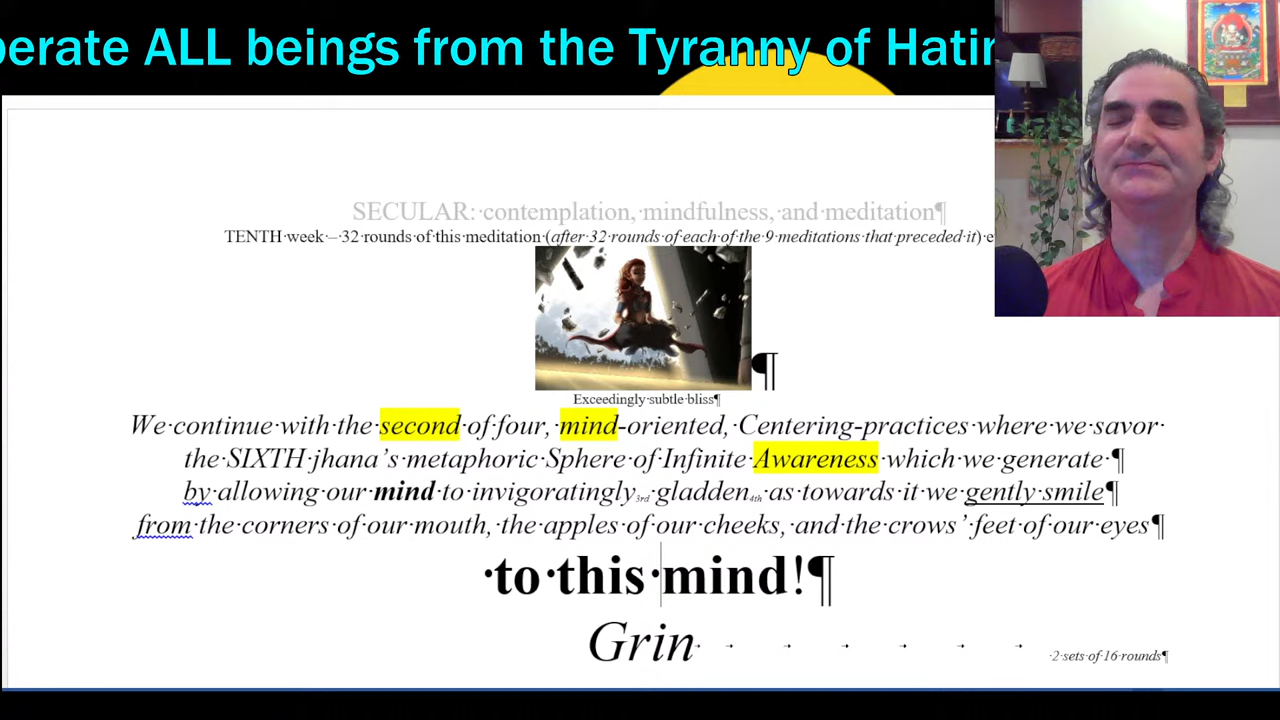 perate ALL beings from the Tyranny of Hatin
SECULAR: contemplation, mindfulness, and meditation¶
TENTH week – 32 rounds of this meditation (after 32 rounds of each of the 9 meditations that preceded it) e
¶
Exceedingly subtle bliss¶
We continue with the second of four, mind-oriented, Centering-practices where we savor
the SIXTH jhana's metaphoric Sphere of Infinite Awareness which we generate ¶
by allowing our mind to invigoratingly3rd gladden4th as towards it we gently smile¶
from the corners of our mouth, the apples of our cheeks, and the crows' feet of our eyes¶
to this mind!¶
Grin → → → → → → → 2 sets of 16 rounds¶